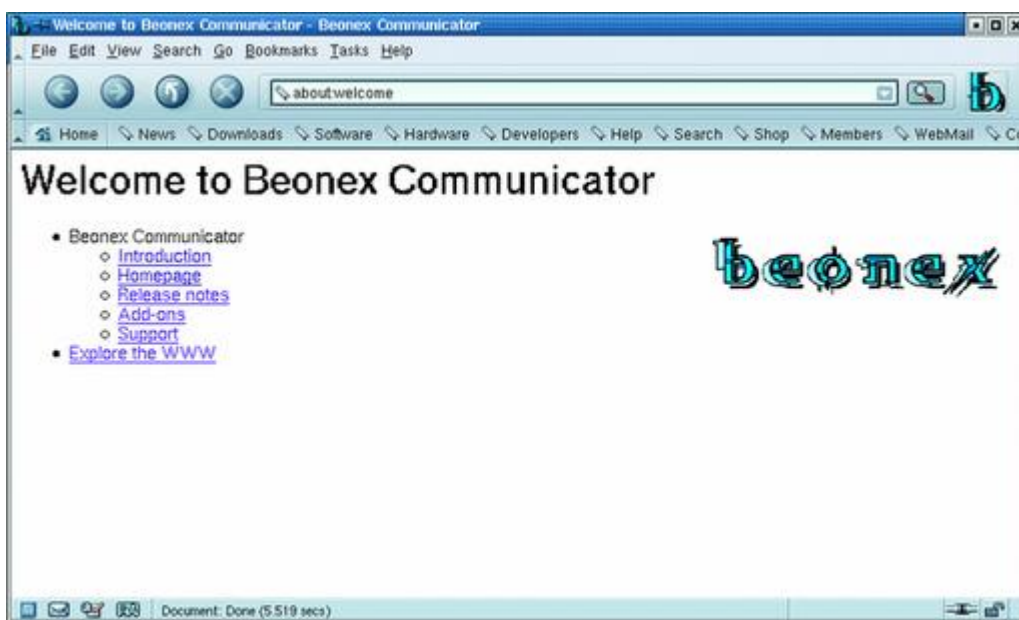 Welcome to Beonex Communicator - Beonex Communicator
File Edit View Search Go Bookmarks Tasks Help
about:welcome
Home News Downloads Software Hardware Developers Help Search Shop Members WebMail
Welcome to Beonex Communicator
Beonex Communicator
Introduction
Homepage
Release notes
Add-ons
Support
Explore the WWW
beonex
Document: Done (5.519 secs)